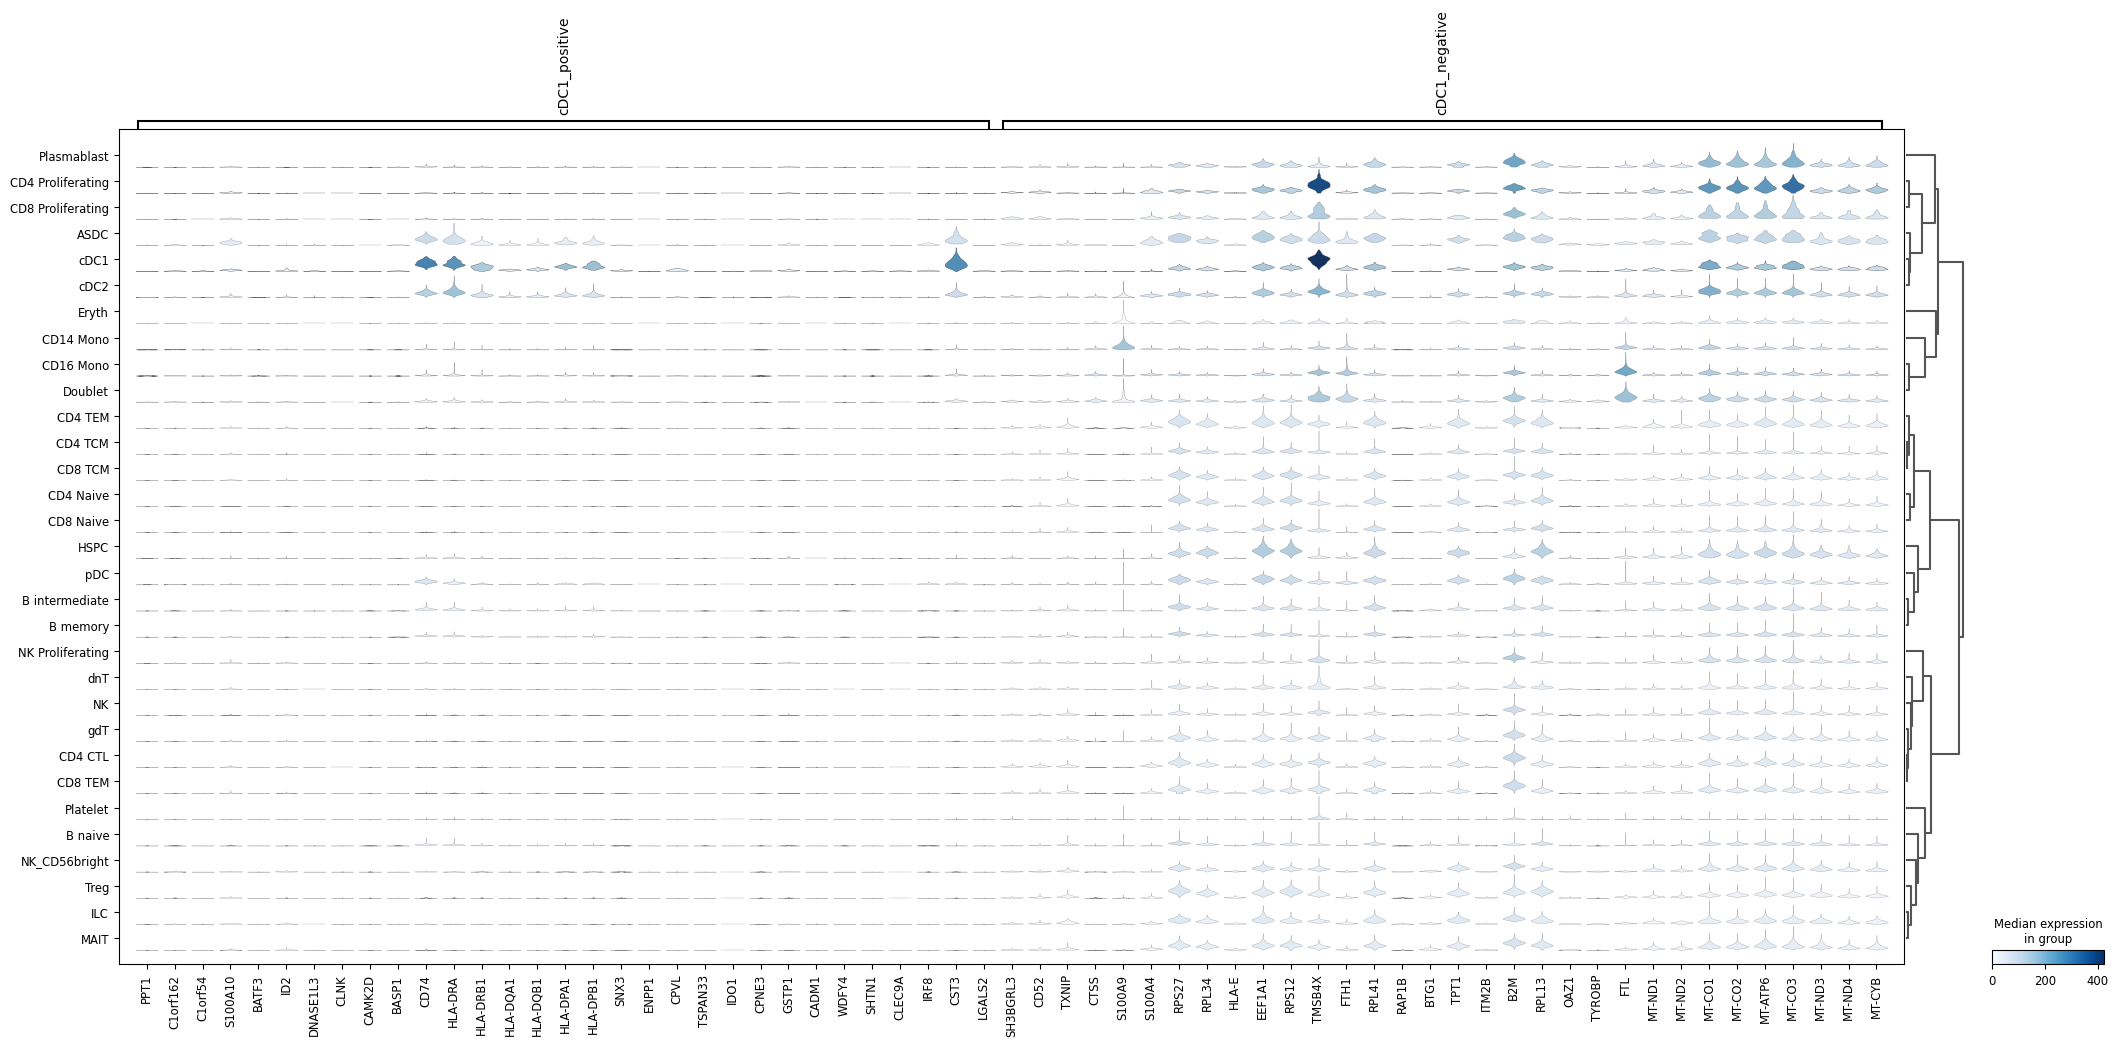 cDC1_positive
cDC1_negative
Plasmablast
CD4 Proliferating
CD8 Proliferating
ASDC
cDC1
cDC2
Eryth
CD14 Mono
CD16 Mono
Doublet
CD4 TEM
CD4 TCM
CD8 TCM
CD4 Naive
CD8 Naive
HSPC
pDC
B intermediate
B memory
NK Proliferating
dnT
NK
gdT
CD4 CTL
CD8 TEM
Platelet
B naive
NK_CD56bright
Treg
ILC
MAIT
PPT1
C1orf162
C1orf54
S100A10
BATF3
ID2
DNASE1L3
CLNK
CAMK2D
BASP1
CD74
HLA-DRA
HLA-DRB1
HLA-DQA1
HLA-DQB1
HLA-DPA1
HLA-DPB1
SNX3
ENPP1
CPVL
TSPAN33
IDO1
CPNE3
GSTP1
CADM1
WDFY4
SHTN1
CLEC9A
IRF8
CST3
LGALS2
SH3BGRL3
CD52
TXNIP
CTSS
S100A9
S100A4
RPS27
RPL34
HLA-E
EEF1A1
RPS12
TMSB4X
FTH1
RPL41
RAP1B
BTG1
TPT1
ITM2B
B2M
RPL13
OAZ1
TYROBP
FTL
MT-ND1
MT-ND2
MT-CO1
MT-CO2
MT-ATP6
MT-CO3
MT-ND3
MT-ND4
MT-CYB
Median expression
in group
0 200 400